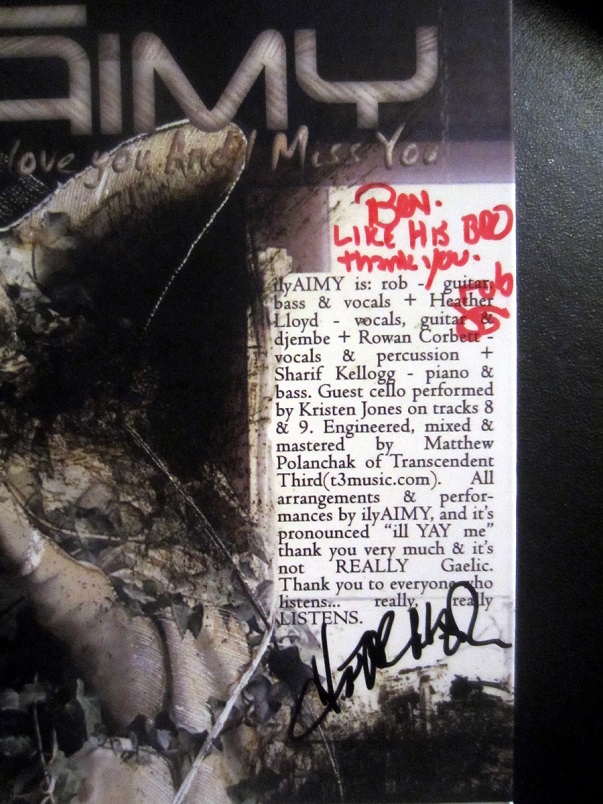 AIMY
love you And I Miss You
Ben.
LIKE HIS BRO
thank you.
rob
ilyAIMY is: rob - guitar,
bass & vocals + Heather
Lloyd - vocals, guitar &
djembe + Rowan Corbett -
vocals & percussion +
Sharif Kellogg - piano &
bass. Guest cello performed
by Kristen Jones on tracks 8
& 9. Engineered, mixed &
mastered by Matthew
Polanchak of Transcendent
Third(t3music.com). All
arrangements & perfor-
mances by ilyAIMY, and it's
pronounced "ill YAY me"
thank you very much & it's
not REALLY Gaelic.
Thank you to everyone who
listens... really, really
LISTENS.